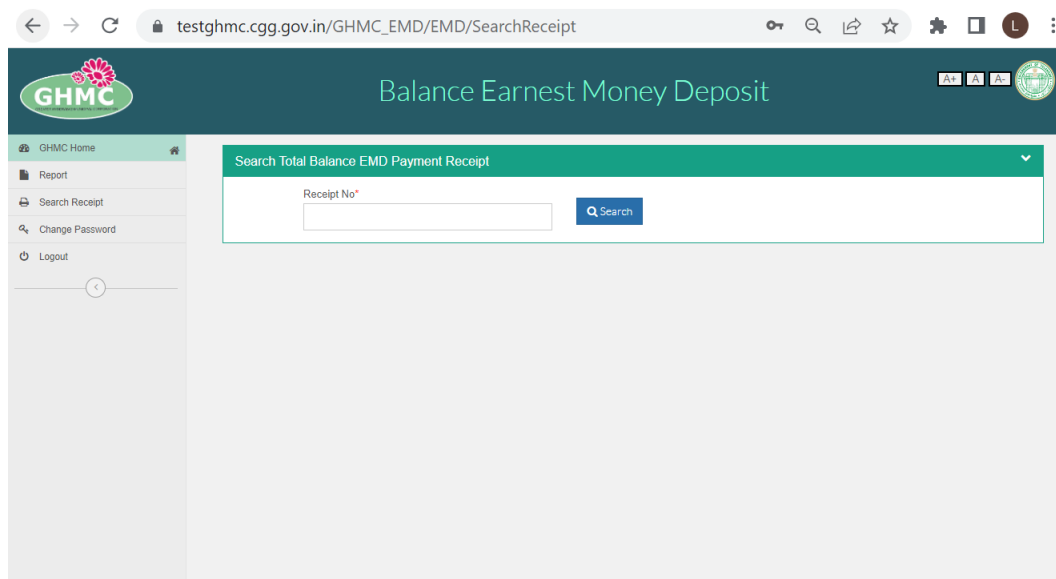 testghmc.cgg.gov.in/GHMC_EMD/EMD/SearchReceipt
L
GHMC
Balance Earnest Money Deposit
A+ A A-
GHMC Home
Report
Search Receipt
Change Password
Logout
Search Total Balance EMD Payment Receipt
Receipt No*
Search